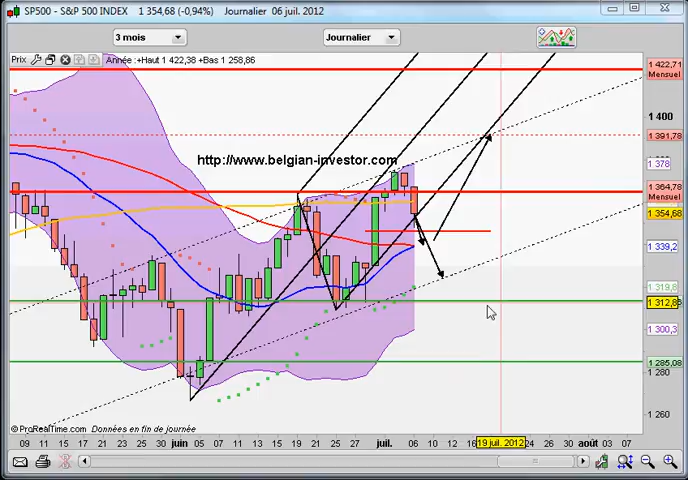 SP500 - S&P 500 INDEX 1 354,68 (-0,94%) Journalier 06 juil. 2012
3 mois
Journalier
Prix
Année : +Haut 1 422,38 +Bas 1 258,86
1 422,71
Mensuel
1 400
1 391,78
http://www.belgian-investor.com
1 378
1 364,78
Mensuel
1 354,68
1 339,2
1 319,8
1 312,83
1 300,3
1 285,08
1 280
1 260
© ProRealTime.com Données en fin de journée
09 11 15 17 21 23 25 30 juin 05 07 11 13 15 19 21 25 27 juil. 04 06 10 12 16 19 juil. 2012 24 26 30 août 03 07